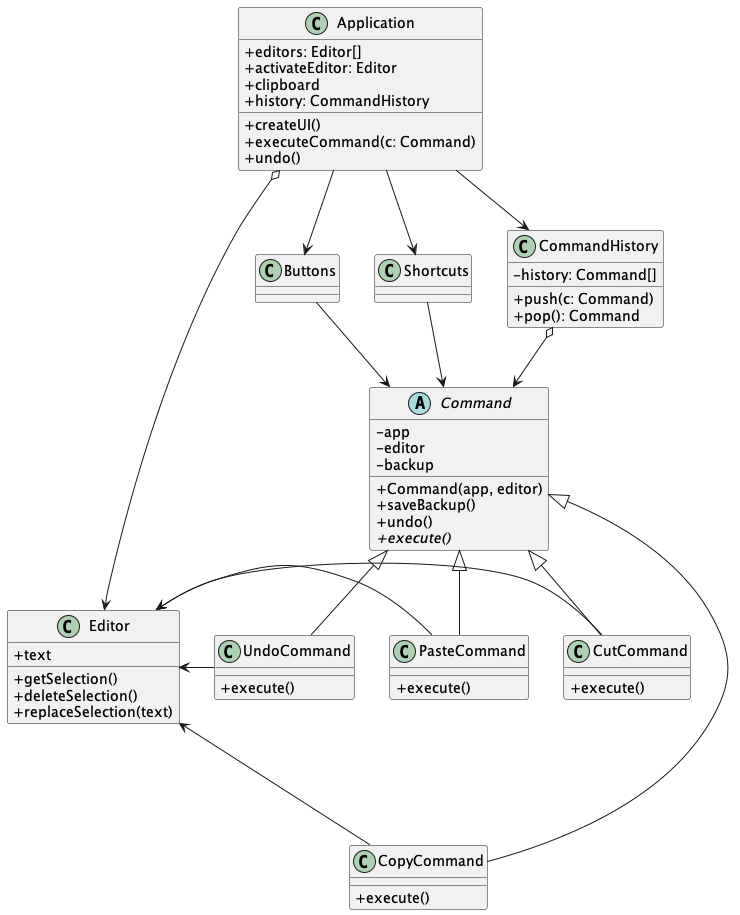 C Application
+editors: Editor[]
+activateEditor: Editor
+clipboard
+history: CommandHistory
+createUI()
+executeCommand(c: Command)
+undo()
C Buttons
C Shortcuts
C CommandHistory
-history: Command[]
+push(c: Command)
+pop(): Command
A Command
-app
-editor
-backup
+Command(app, editor)
+saveBackup()
+undo()
+execute()
C Editor
+text
+getSelection()
+deleteSelection()
+replaceSelection(text)
C UndoCommand
+execute()
C PasteCommand
+execute()
C CutCommand
+execute()
C CopyCommand
+execute()